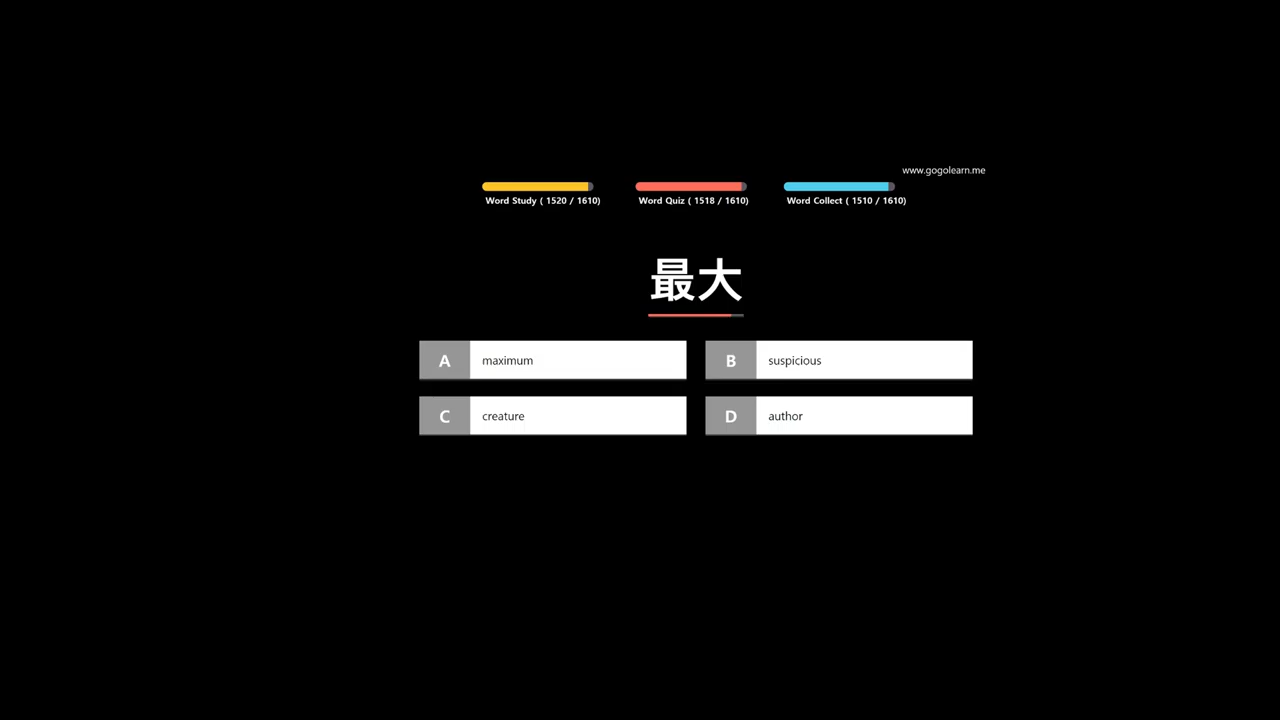 www.gogolearn.me
Word Study ( 1520 / 1610)
Word Quiz ( 1518 / 1610)
Word Collect ( 1510 / 1610)
最大
A maximum
B suspicious
C creature
D author